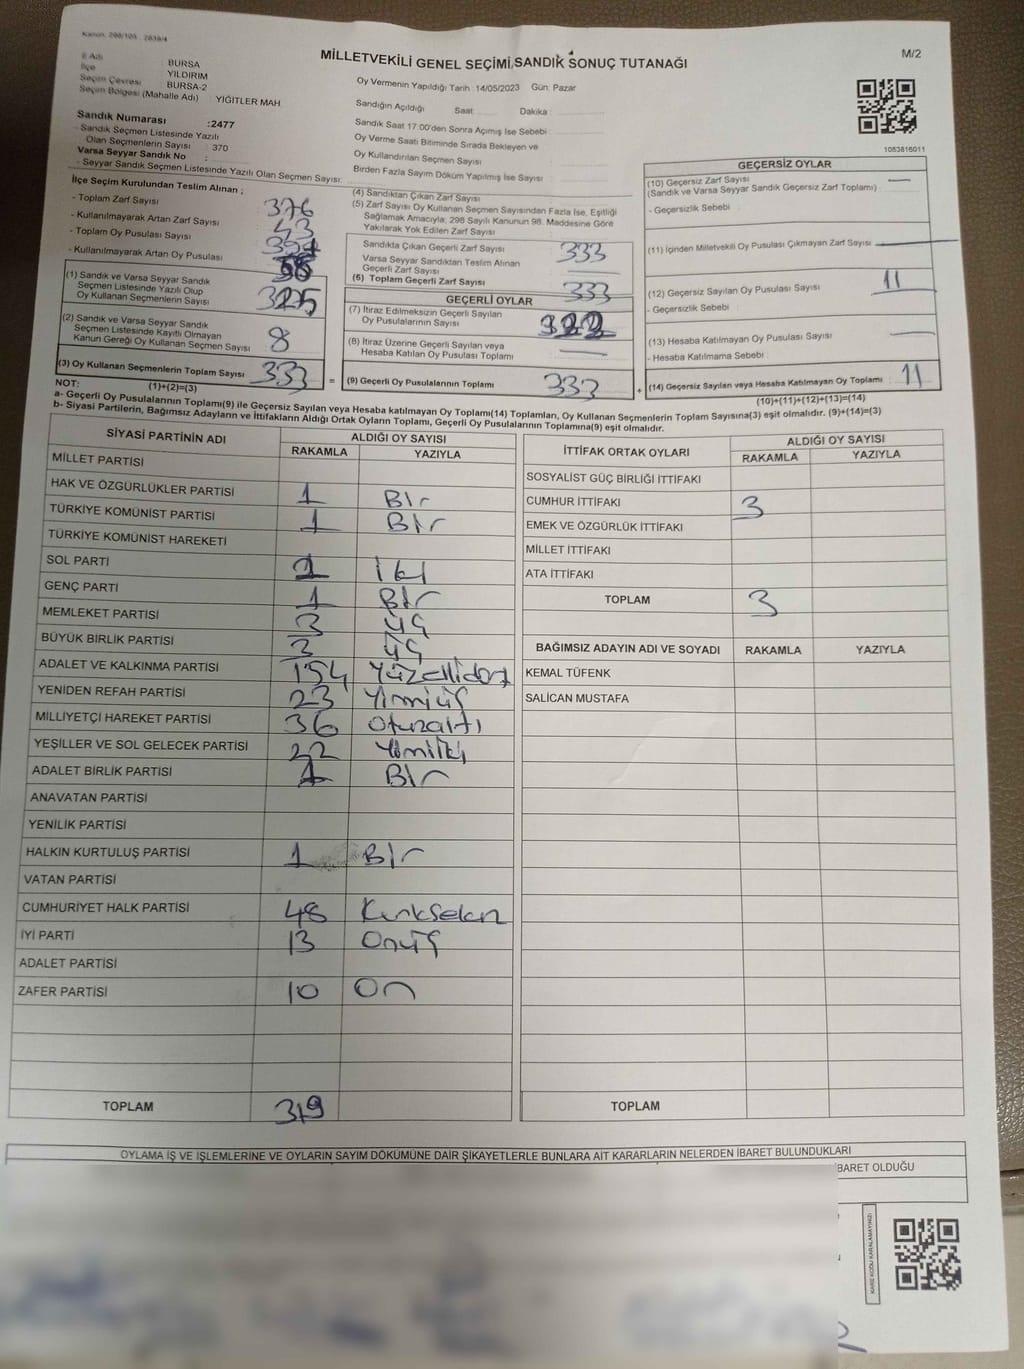 Kanun: 298/105 : 2839/4
M/2
MİLLETVEKİLİ GENEL SEÇİMİ,SANDIK SONUÇ TUTANAĞI
İl Adı : BURSA
İlçe : YILDIRIM
Seçim Çevresi : BURSA-2
Seçim Bölgesi (Mahalle Adı) : YİĞİTLER MAH
Sandık Numarası :2477
- Sandık Seçmen Listesinde Yazılı
Olan Seçmenlerin Sayısı : 370
Varsa Seyyar Sandık No :
- Seyyar Sandık Seçmen Listesinde Yazılı Olan Seçmen Sayısı:
Oy Vermenin Yapıldığı Tarih : 14/05/2023 Gün: Pazar
Sandığın Açıldığı Saat: Dakika :
Sandık Saat 17:00'den Sonra Açımış İse Sebebi :
Oy Verme Saati Bitiminde Sırada Bekleyen ve
Oy Kullandırılan Seçmen Sayısı :
Birden Fazla Sayım Döküm Yapılmış İse Sayısı :
1083816011
İlçe Seçim Kurulundan Teslim Alınan ;
- Toplam Zarf Sayısı : 376
- Kullanılmayarak Artan Zarf Sayısı : 43
- Toplam Oy Pusulası Sayısı :
- Kullanılmayarak Artan Oy Pusulası :
(1) Sandık ve Varsa Seyyar Sandık
Seçmen Listesinde Yazılı Olup
Oy Kullanan Seçmenlerin Sayısı : 325
(2) Sandık ve Varsa Seyyar Sandık
Seçmen Listesinde Kayıtlı Olmayan
Kanun Gereği Oy Kullanan Seçmen Sayısı : 8
(3) Oy Kullanan Seçmenlerin Toplam Sayısı : 333
(1)+(2)=(3)
(4) Sandıktan Çıkan Zarf Sayısı :
(5) Zarf Sayısı Oy Kullanan Seçmen Sayısından Fazla İse, Eşitliği
Sağlamak Amacıyla; 298 Sayılı Kanunun 98. Maddesine Göre
Yakılarak Yok Edilen Zarf Sayısı :
Sandıkta Çıkan Geçerli Zarf Sayısı : 333
Varsa Seyyar Sandıktan Teslim Alınan
Geçerli Zarf Sayısı :
(6) Toplam Geçerli Zarf Sayısı : 333
GEÇERLİ OYLAR
(7) İtiraz Edilmeksizin Geçerli Sayılan
Oy Pusulalarının Sayısı : 322
(8) İtiraz Üzerine Geçerli Sayılan veya
Hesaba Katılan Oy Pusulası Toplamı :
= (9) Geçerli Oy Pusulalarının Toplamı : 333
GEÇERSİZ OYLAR
(10) Geçersiz Zarf Sayısı : —
(Sandık ve Varsa Seyyar Sandık Geçersiz Zarf Toplamı)
- Geçersizlik Sebebi :
(11) İçinden Milletvekili Oy Pusulası Çıkmayan Zarf Sayısı : —
(12) Geçersiz Sayılan Oy Pusulası Sayısı : 11
- Geçersizlik Sebebi :
(13) Hesaba Katılmayan Oy Pusulası Sayısı : —
- Hesaba Katılmama Sebebi :
+ (14) Geçersiz Sayılan veya Hesaba Katılmayan Oy Toplamı : 11
(10)+(11)+(12)+(13)=(14)
NOT:
a- Geçerli Oy Pusulalarının Toplamı(9) ile Geçersiz Sayılan veya Hesaba katılmayan Oy Toplamı(14) Toplamları, Oy Kullanan Seçmenlerin Toplam Sayısına(3) eşit olmalıdır. (9)+(14)=(3)
b- Siyasi Partilerin, Bağımsız Adayların ve İttifakların Aldığı Ortak Oyların Toplamı, Geçerli Oy Pusulalarının Toplamına(9) eşit olmalıdır.
SİYASİ PARTİNİN ADI ALDIĞI OY SAYISI
RAKAMLA YAZIYLA
MİLLET PARTİSİ
HAK VE ÖZGÜRLÜKLER PARTİSİ 1 Bir
TÜRKİYE KOMÜNİST PARTİSİ 1 Bir
TÜRKİYE KOMÜNİST HAREKETİ
SOL PARTİ 2 İki
GENÇ PARTİ 1 Bir
MEMLEKET PARTİSİ 3 üç
BÜYÜK BİRLİK PARTİSİ 3 üç
ADALET VE KALKINMA PARTİSİ 154 Yüzellidört
YENİDEN REFAH PARTİSİ 23 Yirmiüç
MİLLİYETÇİ HAREKET PARTİSİ 36 Otuzaltı
YEŞİLLER VE SOL GELECEK PARTİSİ 22 Yirmiiki
ADALET BİRLİK PARTİSİ 1 Bir
ANAVATAN PARTİSİ
YENİLİK PARTİSİ
HALKIN KURTULUŞ PARTİSİ 1 Bir
VATAN PARTİSİ
CUMHURİYET HALK PARTİSİ 48 Kırksekiz
İYİ PARTİ 13 Onüç
ADALET PARTİSİ
ZAFER PARTİSİ 10 On
TOPLAM 319
İTTİFAK ORTAK OYLARI ALDIĞI OY SAYISI
RAKAMLA YAZIYLA
SOSYALİST GÜÇ BİRLİĞİ İTTİFAKI
CUMHUR İTTİFAKI 3
EMEK VE ÖZGÜRLÜK İTTİFAKI
MİLLET İTTİFAKI
ATA İTTİFAKI
TOPLAM 3
BAĞIMSIZ ADAYIN ADI VE SOYADI RAKAMLA YAZIYLA
KEMAL TÜFENK
SALİCAN MUSTAFA
TOPLAM
OYLAMA İŞ VE İŞLEMLERİNE VE OYLARIN SAYIM DÖKÜMÜNE DAİR ŞİKAYETLERLE BUNLARA AİT KARARLARIN NELERDEN İBARET BULUNDUKLARI
İBARET OLDUĞU
KARE KODU KARALAMAYINIZ!